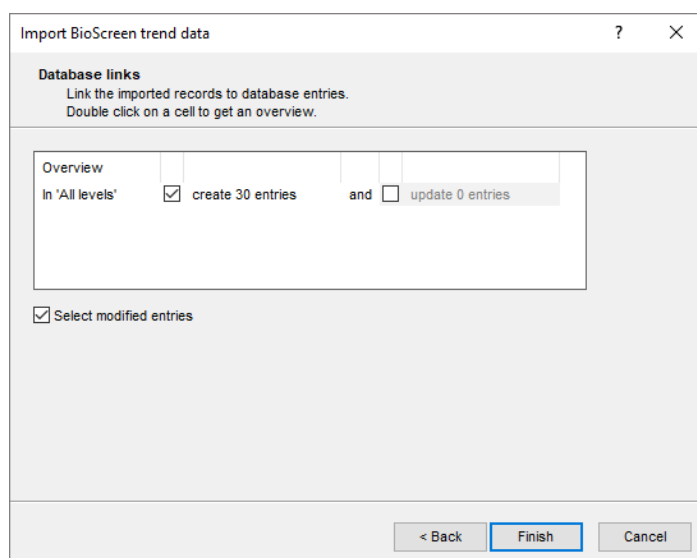 Import BioScreen trend data ? ×
Database links
Link the imported records to database entries.
Double click on a cell to get an overview.
Overview
In 'All levels' create 30 entries and update 0 entries
Select modified entries
< Back Finish Cancel